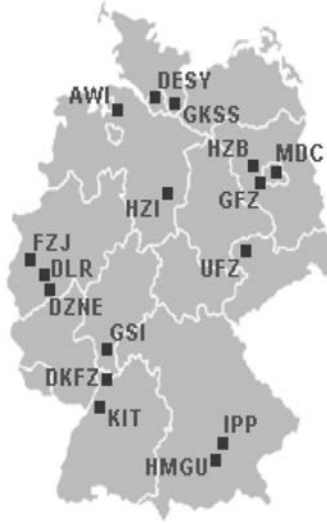 DESY
AWI
GKSS
HZB
MDC
GFZ
HZI
UFZ
FZJ
DLR
DZNE
GSI
DKFZ
KIT
IPP
HMGU